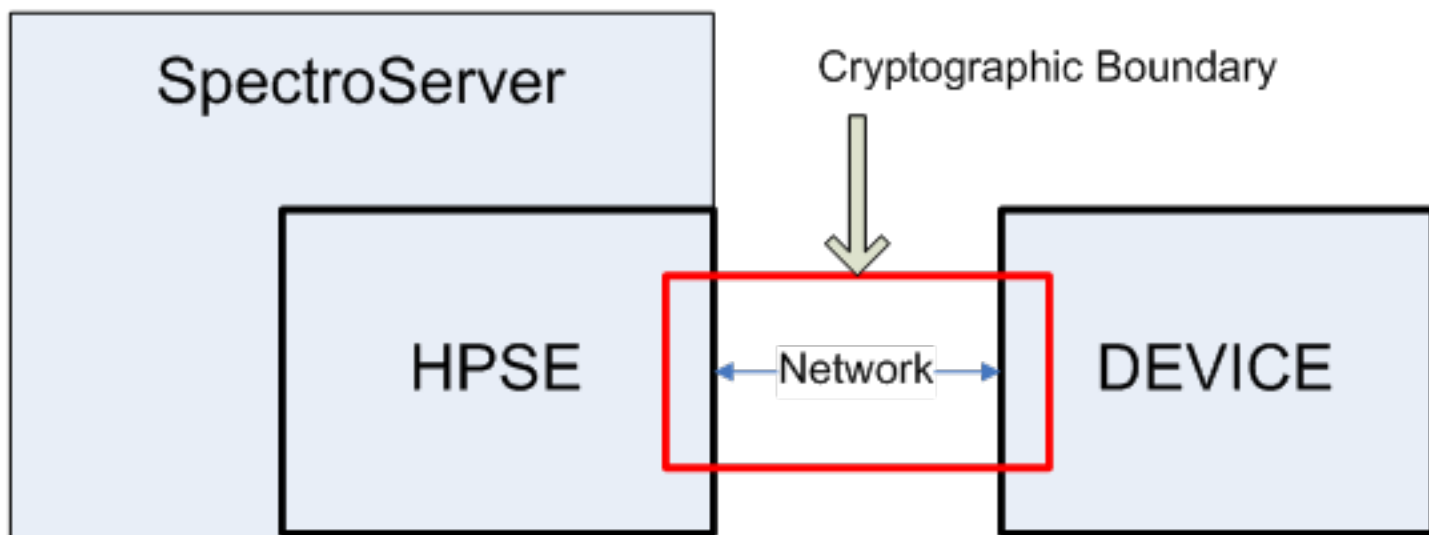 SpectroServer
Cryptographic Boundary
HPSE
Network
DEVICE